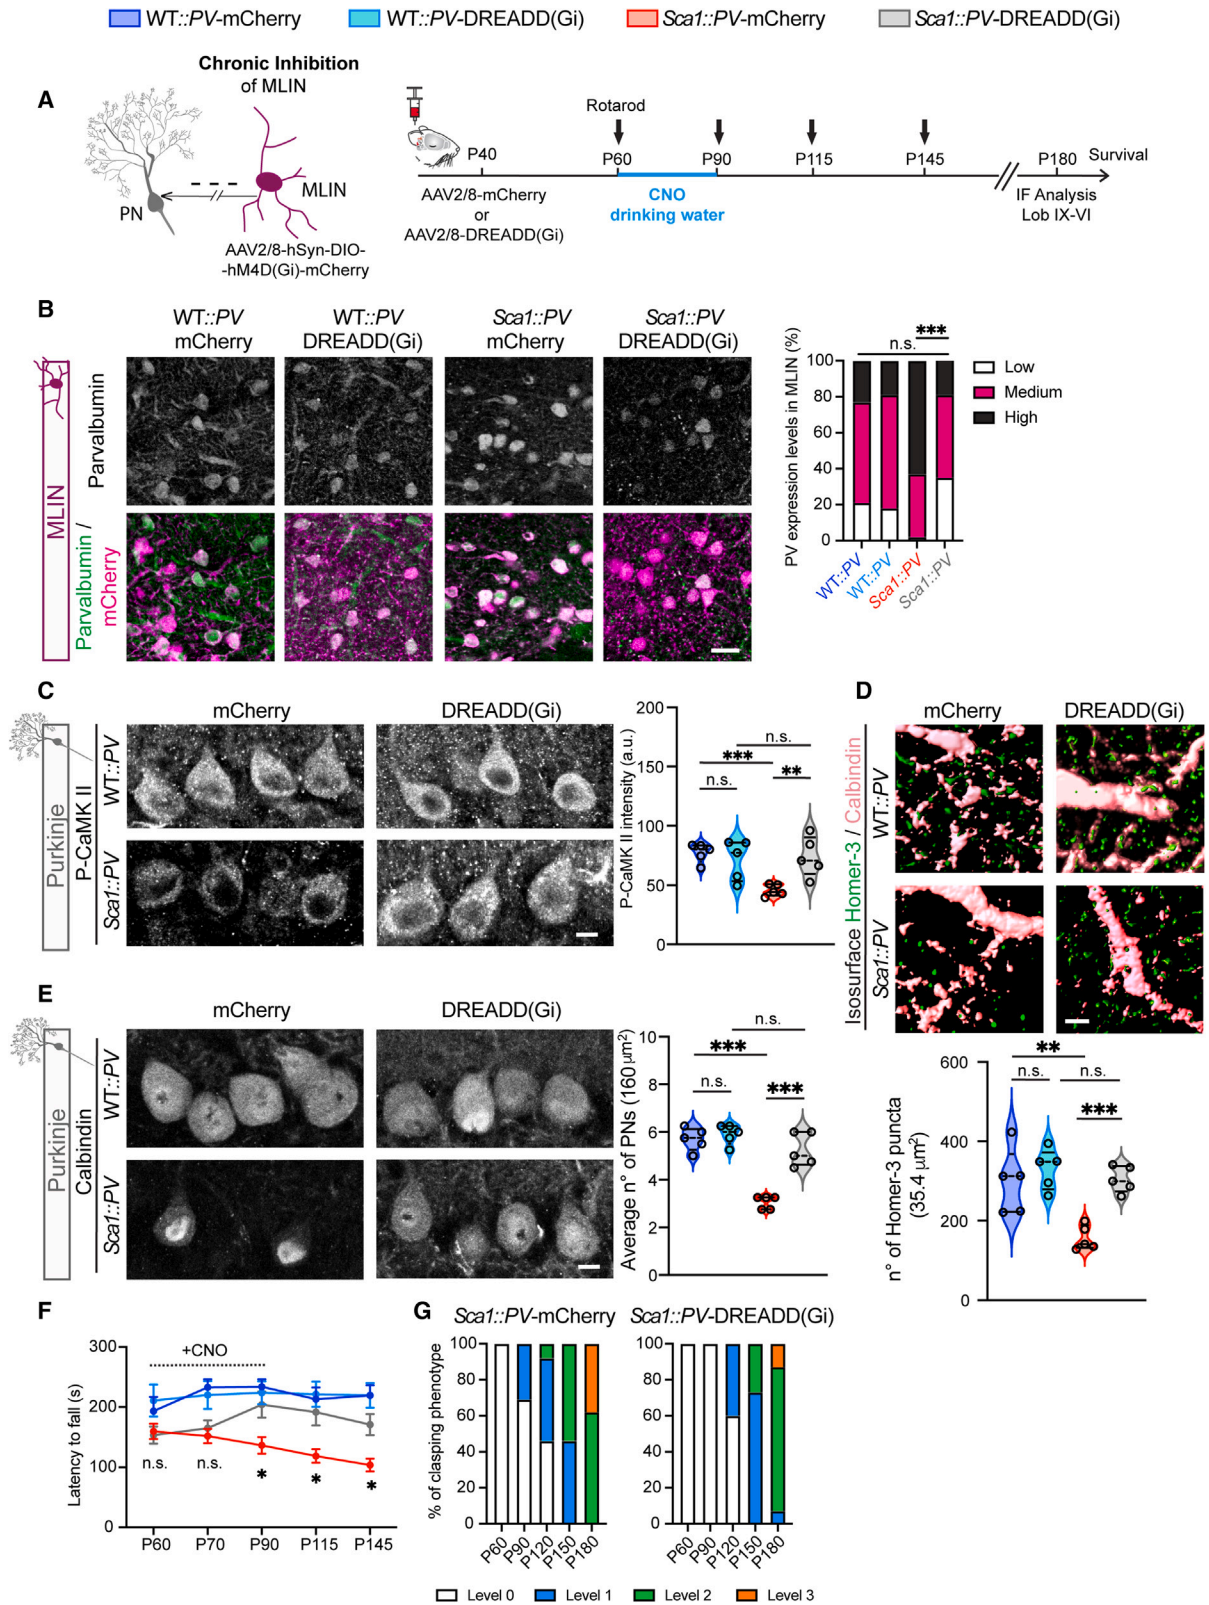 WT::PV-mCherry
WT::PV-DREADD(Gi)
Sca1::PV-mCherry
Sca1::PV-DREADD(Gi)
A
Chronic Inhibition
of MLIN
PN
MLIN
AAV2/8-hSyn-DIO-
-hM4D(Gi)-mCherry
Rotarod
P40
P60
P90
P115
P145
P180
Survival
AAV2/8-mCherry
or
AAV2/8-DREADD(Gi)
CNO
drinking water
IF Analysis
Lob IX-VI
B
WT::PV
mCherry
WT::PV
DREADD(Gi)
Sca1::PV
mCherry
Sca1::PV
DREADD(Gi)
MLIN
Parvalbumin
Parvalbumin /
mCherry
PV expression levels in MLIN (%)
100
80
60
40
20
0
n.s.
***
Low
Medium
High
WT::PV
WT::PV
Sca1::PV
Sca1::PV
C
mCherry
DREADD(Gi)
Purkinje
P-CaMK II
WT::PV
Sca1::PV
P-CaMK II intensity (a.u.)
200
150
100
50
0
n.s.
***
n.s.
**
D
mCherry
DREADD(Gi)
Isosurface Homer-3 / Calbindin
WT::PV
Sca1::PV
n° of Homer-3 puncta
(35.4 µm²)
600
400
200
0
**
n.s.
n.s.
***
E
mCherry
DREADD(Gi)
Purkinje
Calbindin
WT::PV
Sca1::PV
Average n° of PNs (160µm²)
10
8
6
4
2
0
n.s.
***
n.s.
***
F
Latency to fall (s)
300
200
100
0
+CNO
n.s.
n.s.
*
*
*
P60
P70
P90
P115
P145
G
Sca1::PV-mCherry
Sca1::PV-DREADD(Gi)
% of clasping phenotype
100
80
60
40
20
0
P60
P90
P120
P150
P180
100
80
60
40
20
0
P60
P90
P120
P150
P180
Level 0
Level 1
Level 2
Level 3